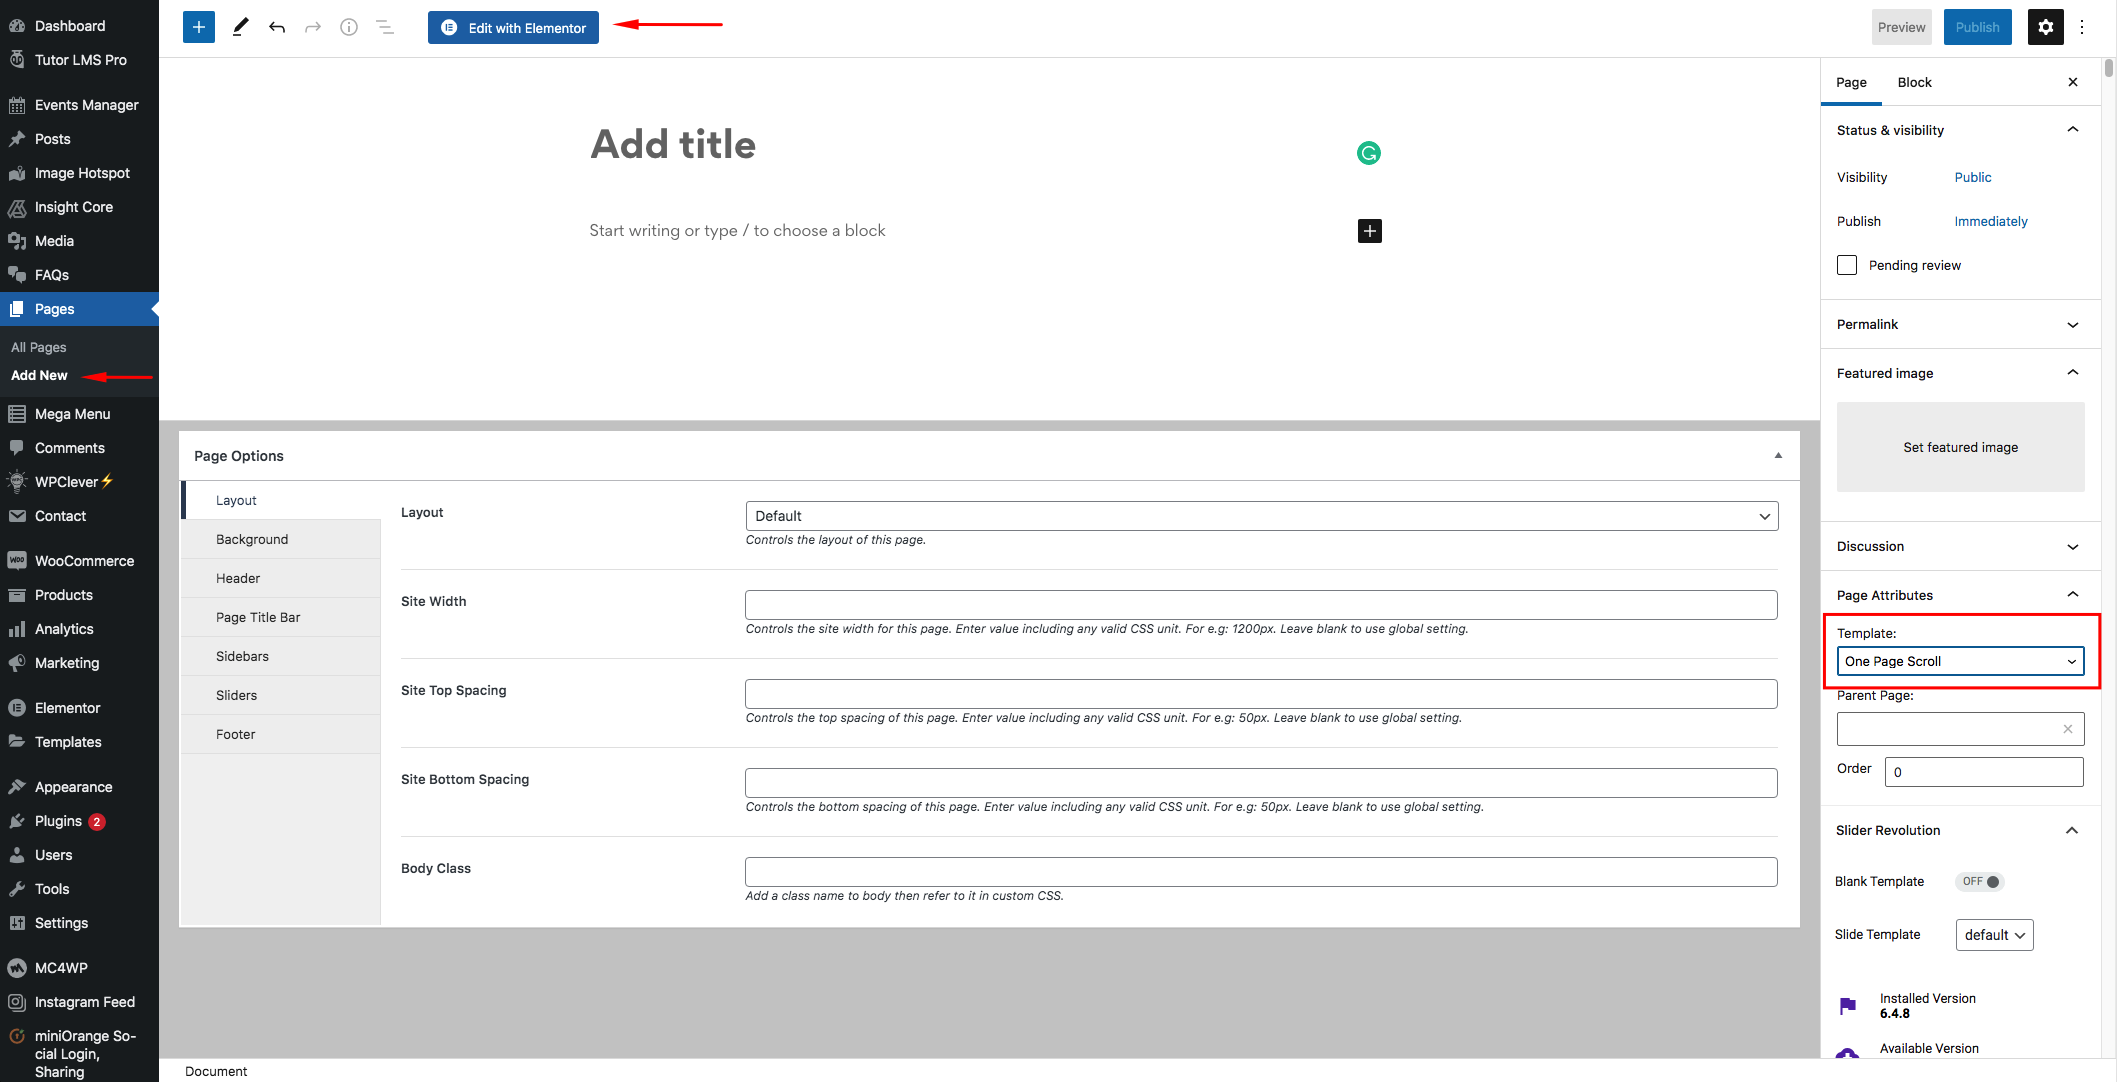 Dashboard
Tutor LMS Pro
Events Manager
Posts
Image Hotspot
Insight Core
Media
FAQs
Pages
All Pages
Add New
Mega Menu
Comments
WPClever⚡
Contact
WooCommerce
Products
Analytics
Marketing
Elementor
Templates
Appearance
Plugins 2
Users
Tools
Settings
MC4WP
Instagram Feed
miniOrange So-
cial Login,
Sharing
Edit with Elementor
Preview
Publish
Add title
Start writing or type / to choose a block
Page Options
Layout
Background
Header
Page Title Bar
Sidebars
Sliders
Footer
Layout
Default
Controls the layout of this page.
Site Width
Controls the site width for this page. Enter value including any valid CSS unit. For e.g: 1200px. Leave blank to use global setting.
Site Top Spacing
Controls the top spacing of this page. Enter value including any valid CSS unit. For e.g: 50px. Leave blank to use global setting.
Site Bottom Spacing
Controls the bottom spacing of this page. Enter value including any valid CSS unit. For e.g: 50px. Leave blank to use global setting.
Body Class
Add a class name to body then refer to it in custom CSS.
Document
Page Block
Status & visibility
Visibility Public
Publish Immediately
Pending review
Permalink
Featured image
Set featured image
Discussion
Page Attributes
Template:
One Page Scroll
Parent Page:
Order 0
Slider Revolution
Blank Template OFF
Slide Template default
Installed Version
6.4.8
Available Version